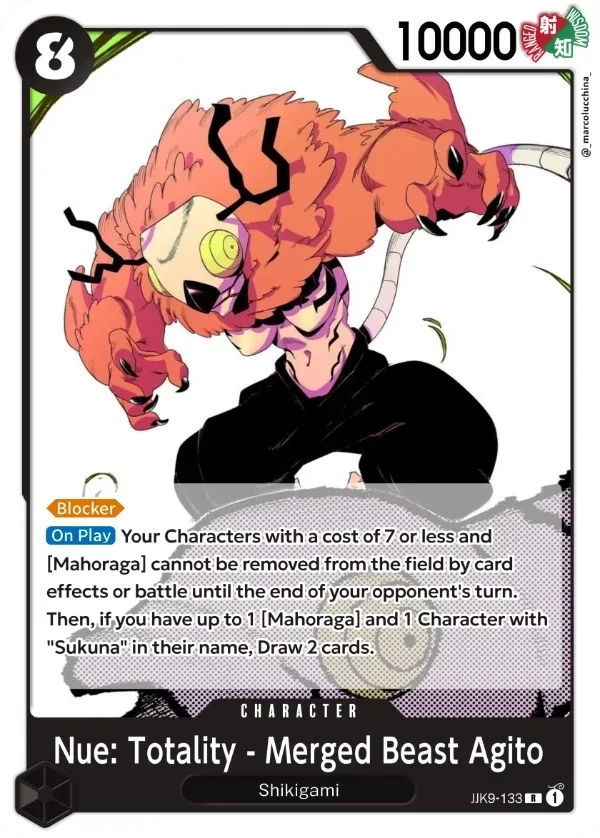 8
10000
RANGED
射
知
WISDOM
@_marcolucchina_
Blocker
On Play Your Characters with a cost of 7 or less and
[Mahoraga] cannot be removed from the field by card
effects or battle until the end of your opponent's turn.
Then, if you have up to 1 [Mahoraga] and 1 Character with
"Sukuna" in their name, Draw 2 cards.
CHARACTER
Nue: Totality - Merged Beast Agito
Shikigami
JJK9-133 R 1